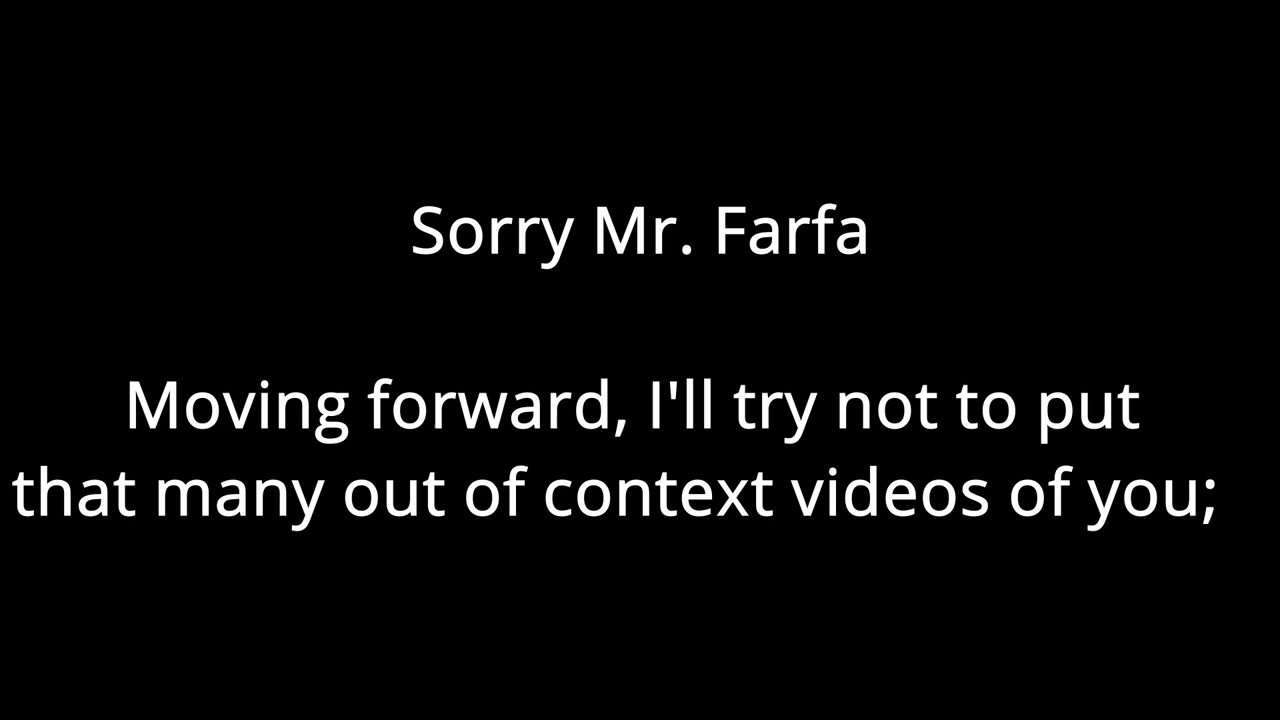 Sorry Mr. Farfa
Moving forward, I'll try not to put
that many out of context videos of you;